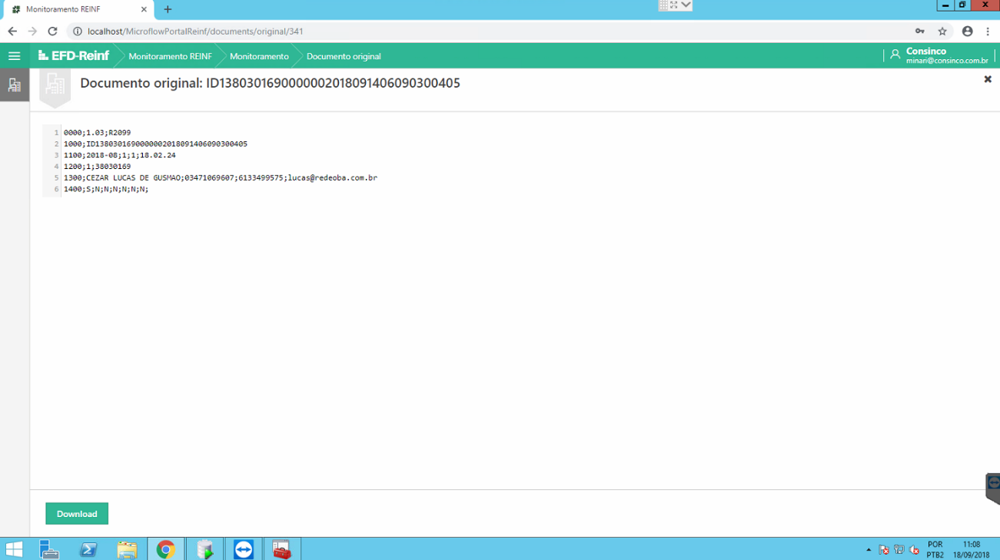 Monitoramento REINF
localhost/MicroflowPortalReinf/documents/original/341
EFD-Reinf
Monitoramento REINF
Monitoramento
Documento original
Consinco
minari@consinco.com.br
Documento original: ID1380301690000002018091406090300405
1 0000;1.03;R2099
2 1000;ID1380301690000002018091406090300405
3 1100;2018-08;1;1;18.02.24
4 1200;1;38030169
5 1300;CEZAR LUCAS DE GUSMAO;03471069607;6133499575;lucas@redeoba.com.br
6 1400;S;N;N;N;N;N;N;
Download
POR
PTB2
11:08
18/09/2018